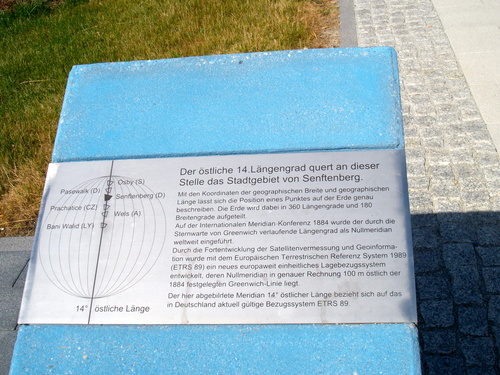 Der östliche 14.Längengrad quert an dieser
Stelle das Stadtgebiet von Senftenberg.
Mit den Koordinaten der geographischen Breite und geographischen
Länge lässt sich die Position eines Punktes auf der Erde genau
beschreiben. Die Erde wird dabei in 360 Längengrade und 180
Breitengrade aufgeteilt.
Auf der Internationalen Meridian-Konferenz 1884 wurde der durch die
Sternwarte von Greenwich verlaufende Längengrad als Nullmeridian
weltweit eingeführt.
Durch die Fortentwicklung der Satellitenvermessung und Geoinforma-
tion wurde mit dem Europäischen Terrestrischen Referenz System 1989
(ETRS 89) ein neues europaweit einheitliches Lagebezugssystem
entwickelt, deren Nullmeridian in genauer Rechnung 100 m östlich der
1884 festgelegten Greenwich-Linie liegt.
Der hier abgebildete Meridian 14° östlicher Länge bezieht sich auf das
in Deutschland aktuell gültige Bezugssystem ETRS 89.
Osby (S)
Pasewalk (D)
Senftenberg (D)
Prachatice (CZ)
Wels (A)
Bani Walid (LY)
14° östliche Länge